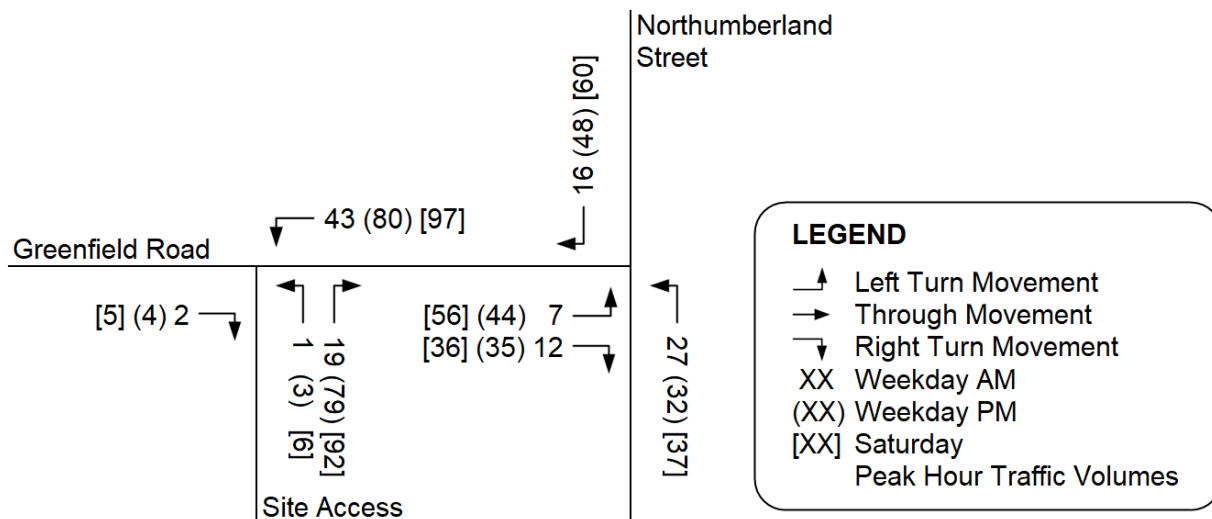 Northumberland
Street
16 (48) [60]
43 (80) [97]
Greenfield Road
[5] (4) 2
1 (3) [6]
19 (79) [92]
[56] (44) 7
[36] (35) 12
27 (32) [37]
Site Access
LEGEND
Left Turn Movement
Through Movement
Right Turn Movement
XX Weekday AM
(XX) Weekday PM
[XX] Saturday
Peak Hour Traffic Volumes